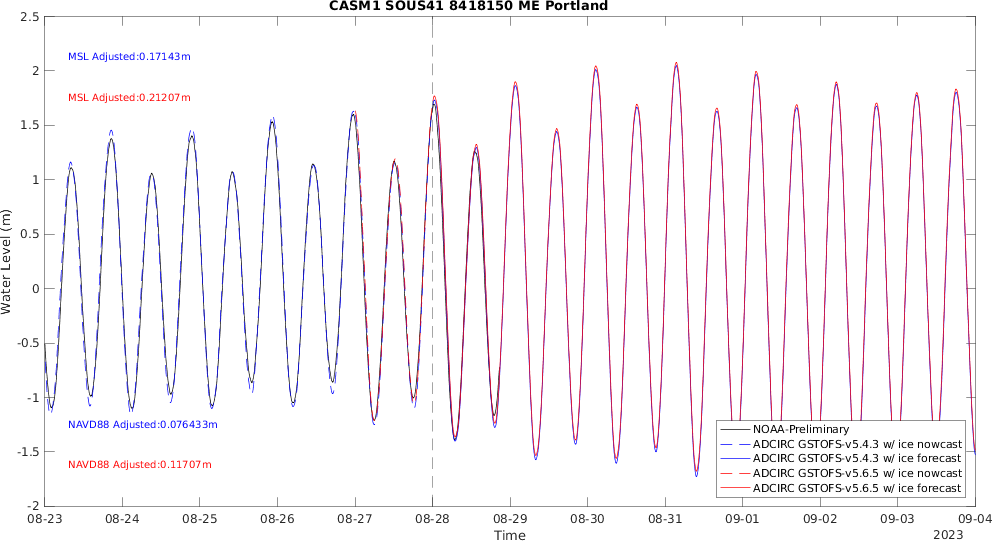 CASM1 SOUS41 8418150 ME Portland
2.5
2
1.5
1
0.5
0
-0.5
-1
-1.5
-2
Water Level (m)
MSL Adjusted:0.17143m
MSL Adjusted:0.21207m
NAVD88 Adjusted:0.076433m
NAVD88 Adjusted:0.11707m
NOAA-Preliminary
ADCIRC GSTOFS-v5.4.3 w/ ice nowcast
ADCIRC GSTOFS-v5.4.3 w/ ice forecast
ADCIRC GSTOFS-v5.6.5 w/ ice nowcast
ADCIRC GSTOFS-v5.6.5 w/ ice forecast
08-23 08-24 08-25 08-26 08-27 08-28 08-29 08-30 08-31 09-01 09-02 09-03 09-04
Time
2023